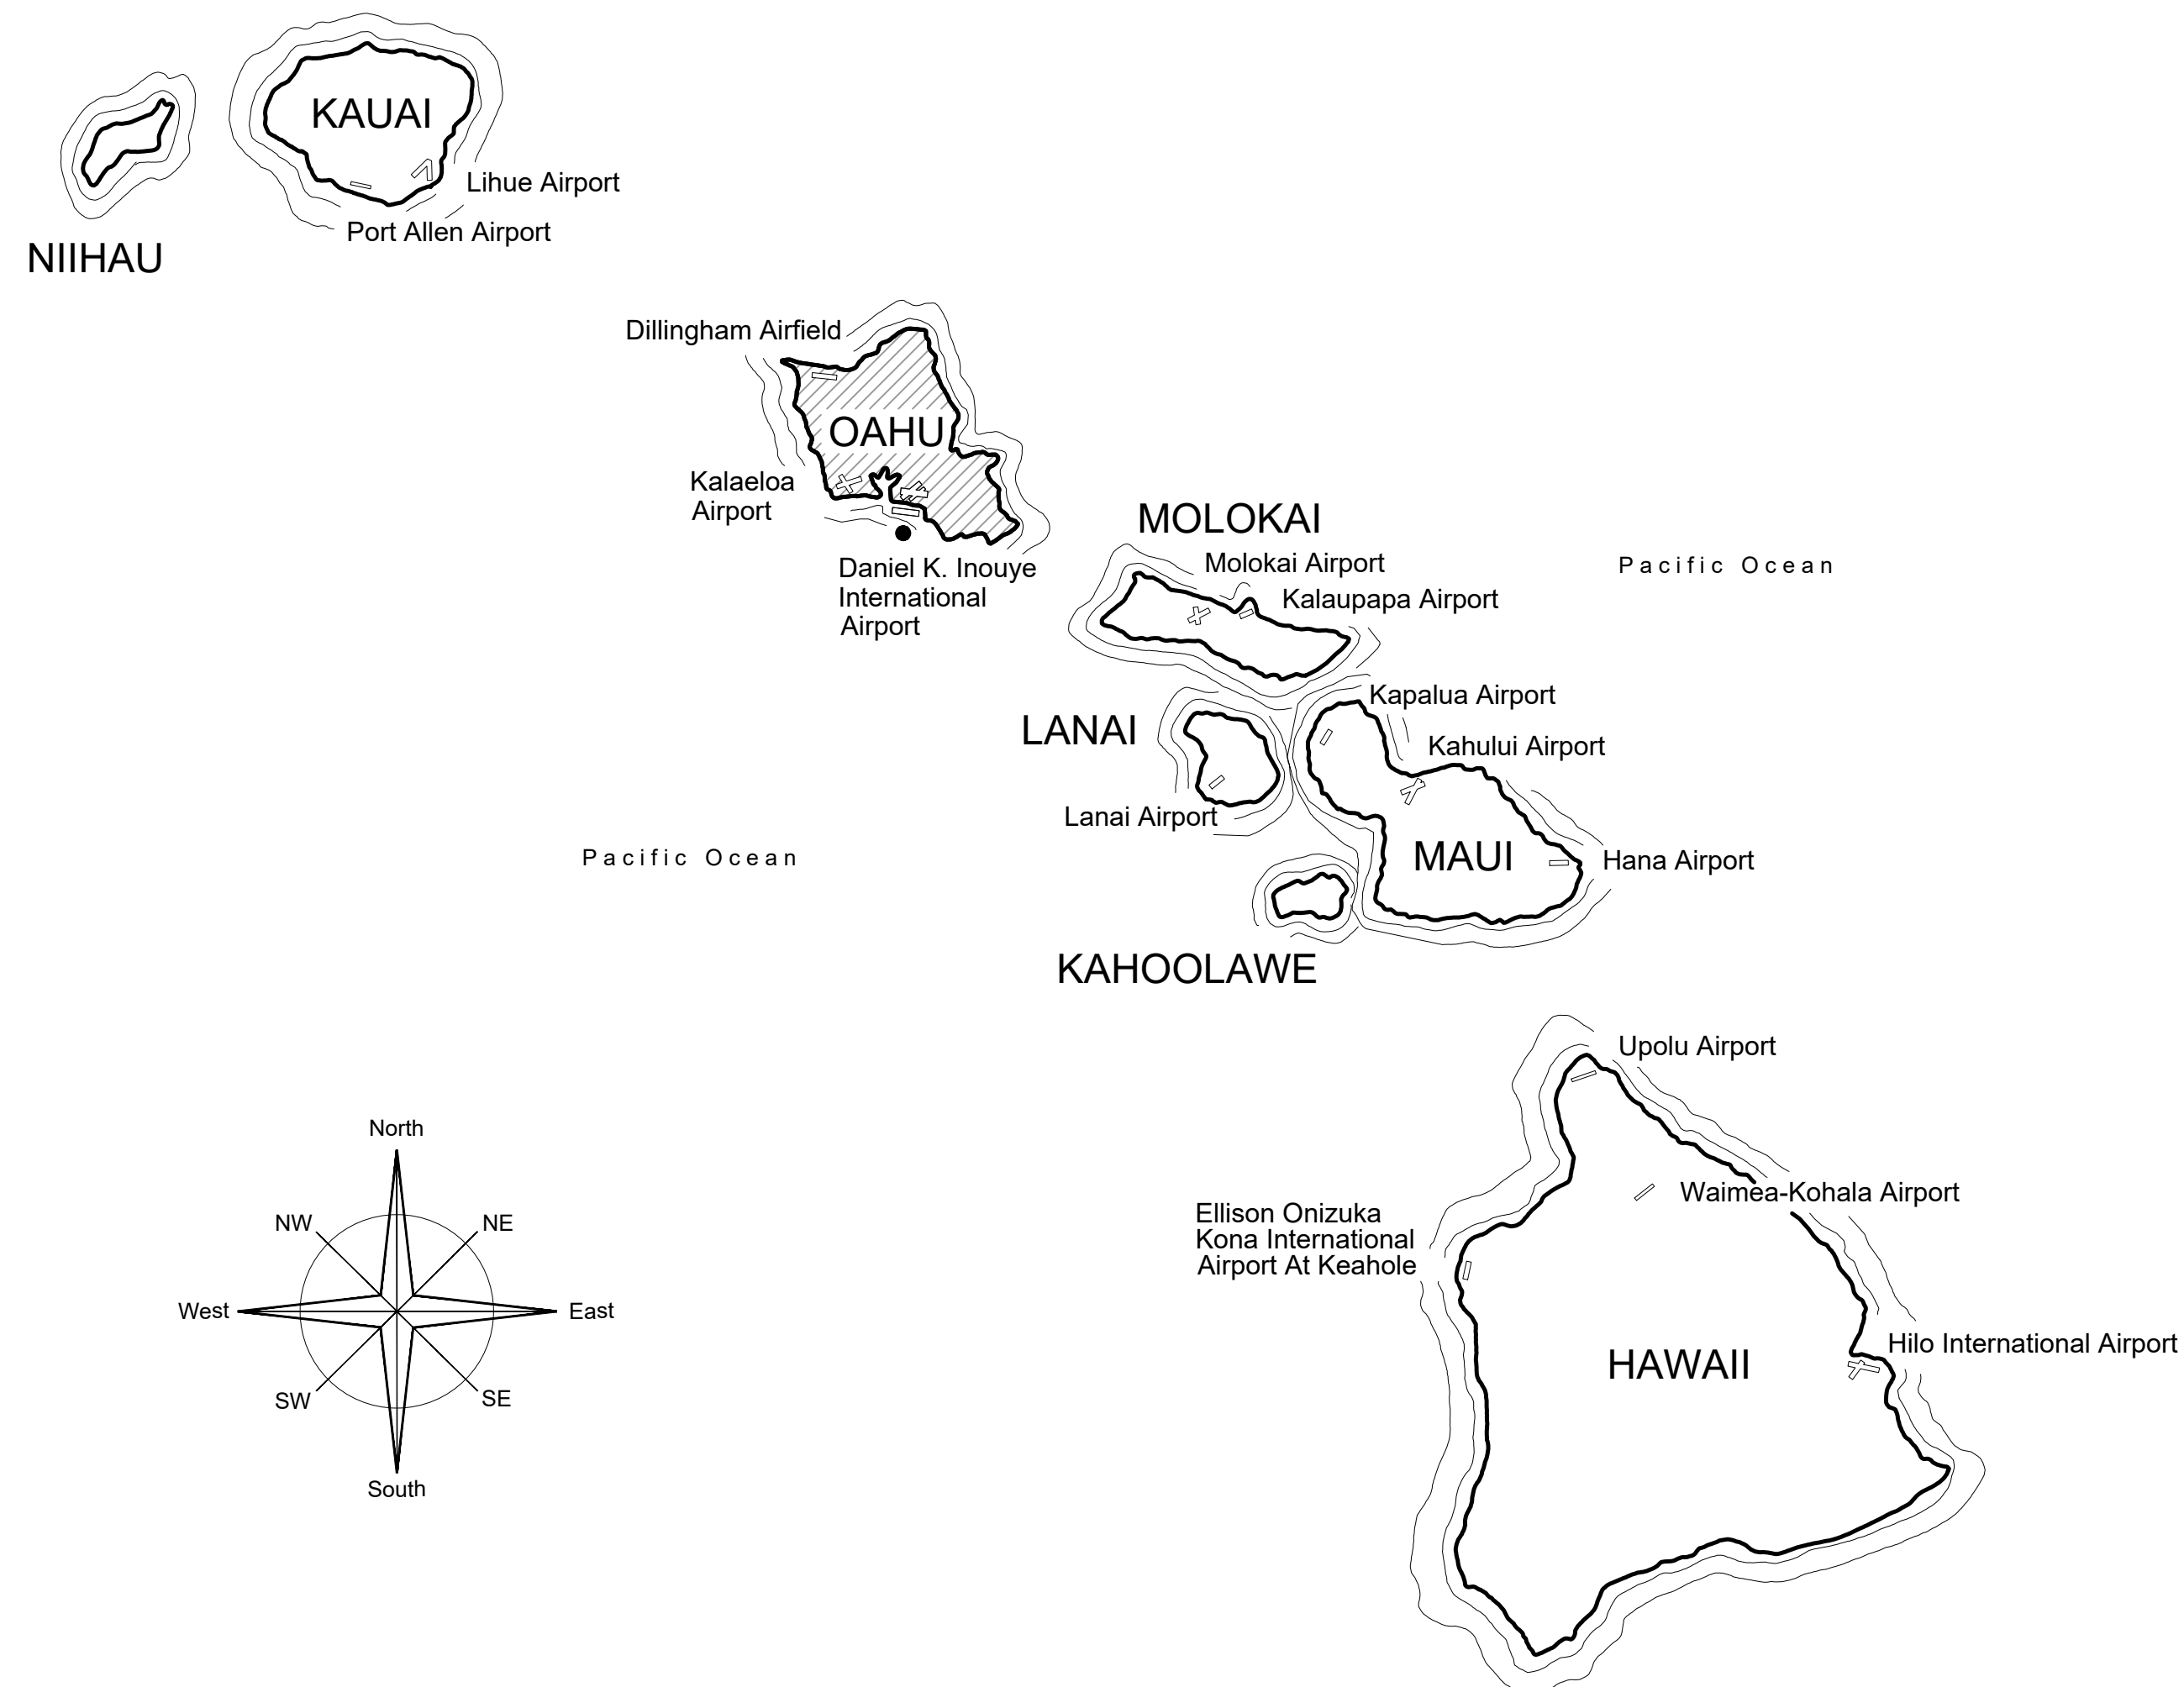 KAUAI
Lihue Airport
Port Allen Airport
NIIHAU
Dillingham Airfield
OAHU
Kalaeloa
Airport
Daniel K. Inouye
International
Airport
MOLOKAI
Molokai Airport
Kalaupapa Airport
Pacific Ocean
Kapalua Airport
LANAI
Kahului Airport
Lanai Airport
Pacific Ocean
MAUI
Hana Airport
KAHOOLAWE
Upolu Airport
Waimea-Kohala Airport
Ellison Onizuka
Kona International
Airport At Keahole
Hilo International Airport
HAWAII
North
NW
NE
West
East
SW
SE
South